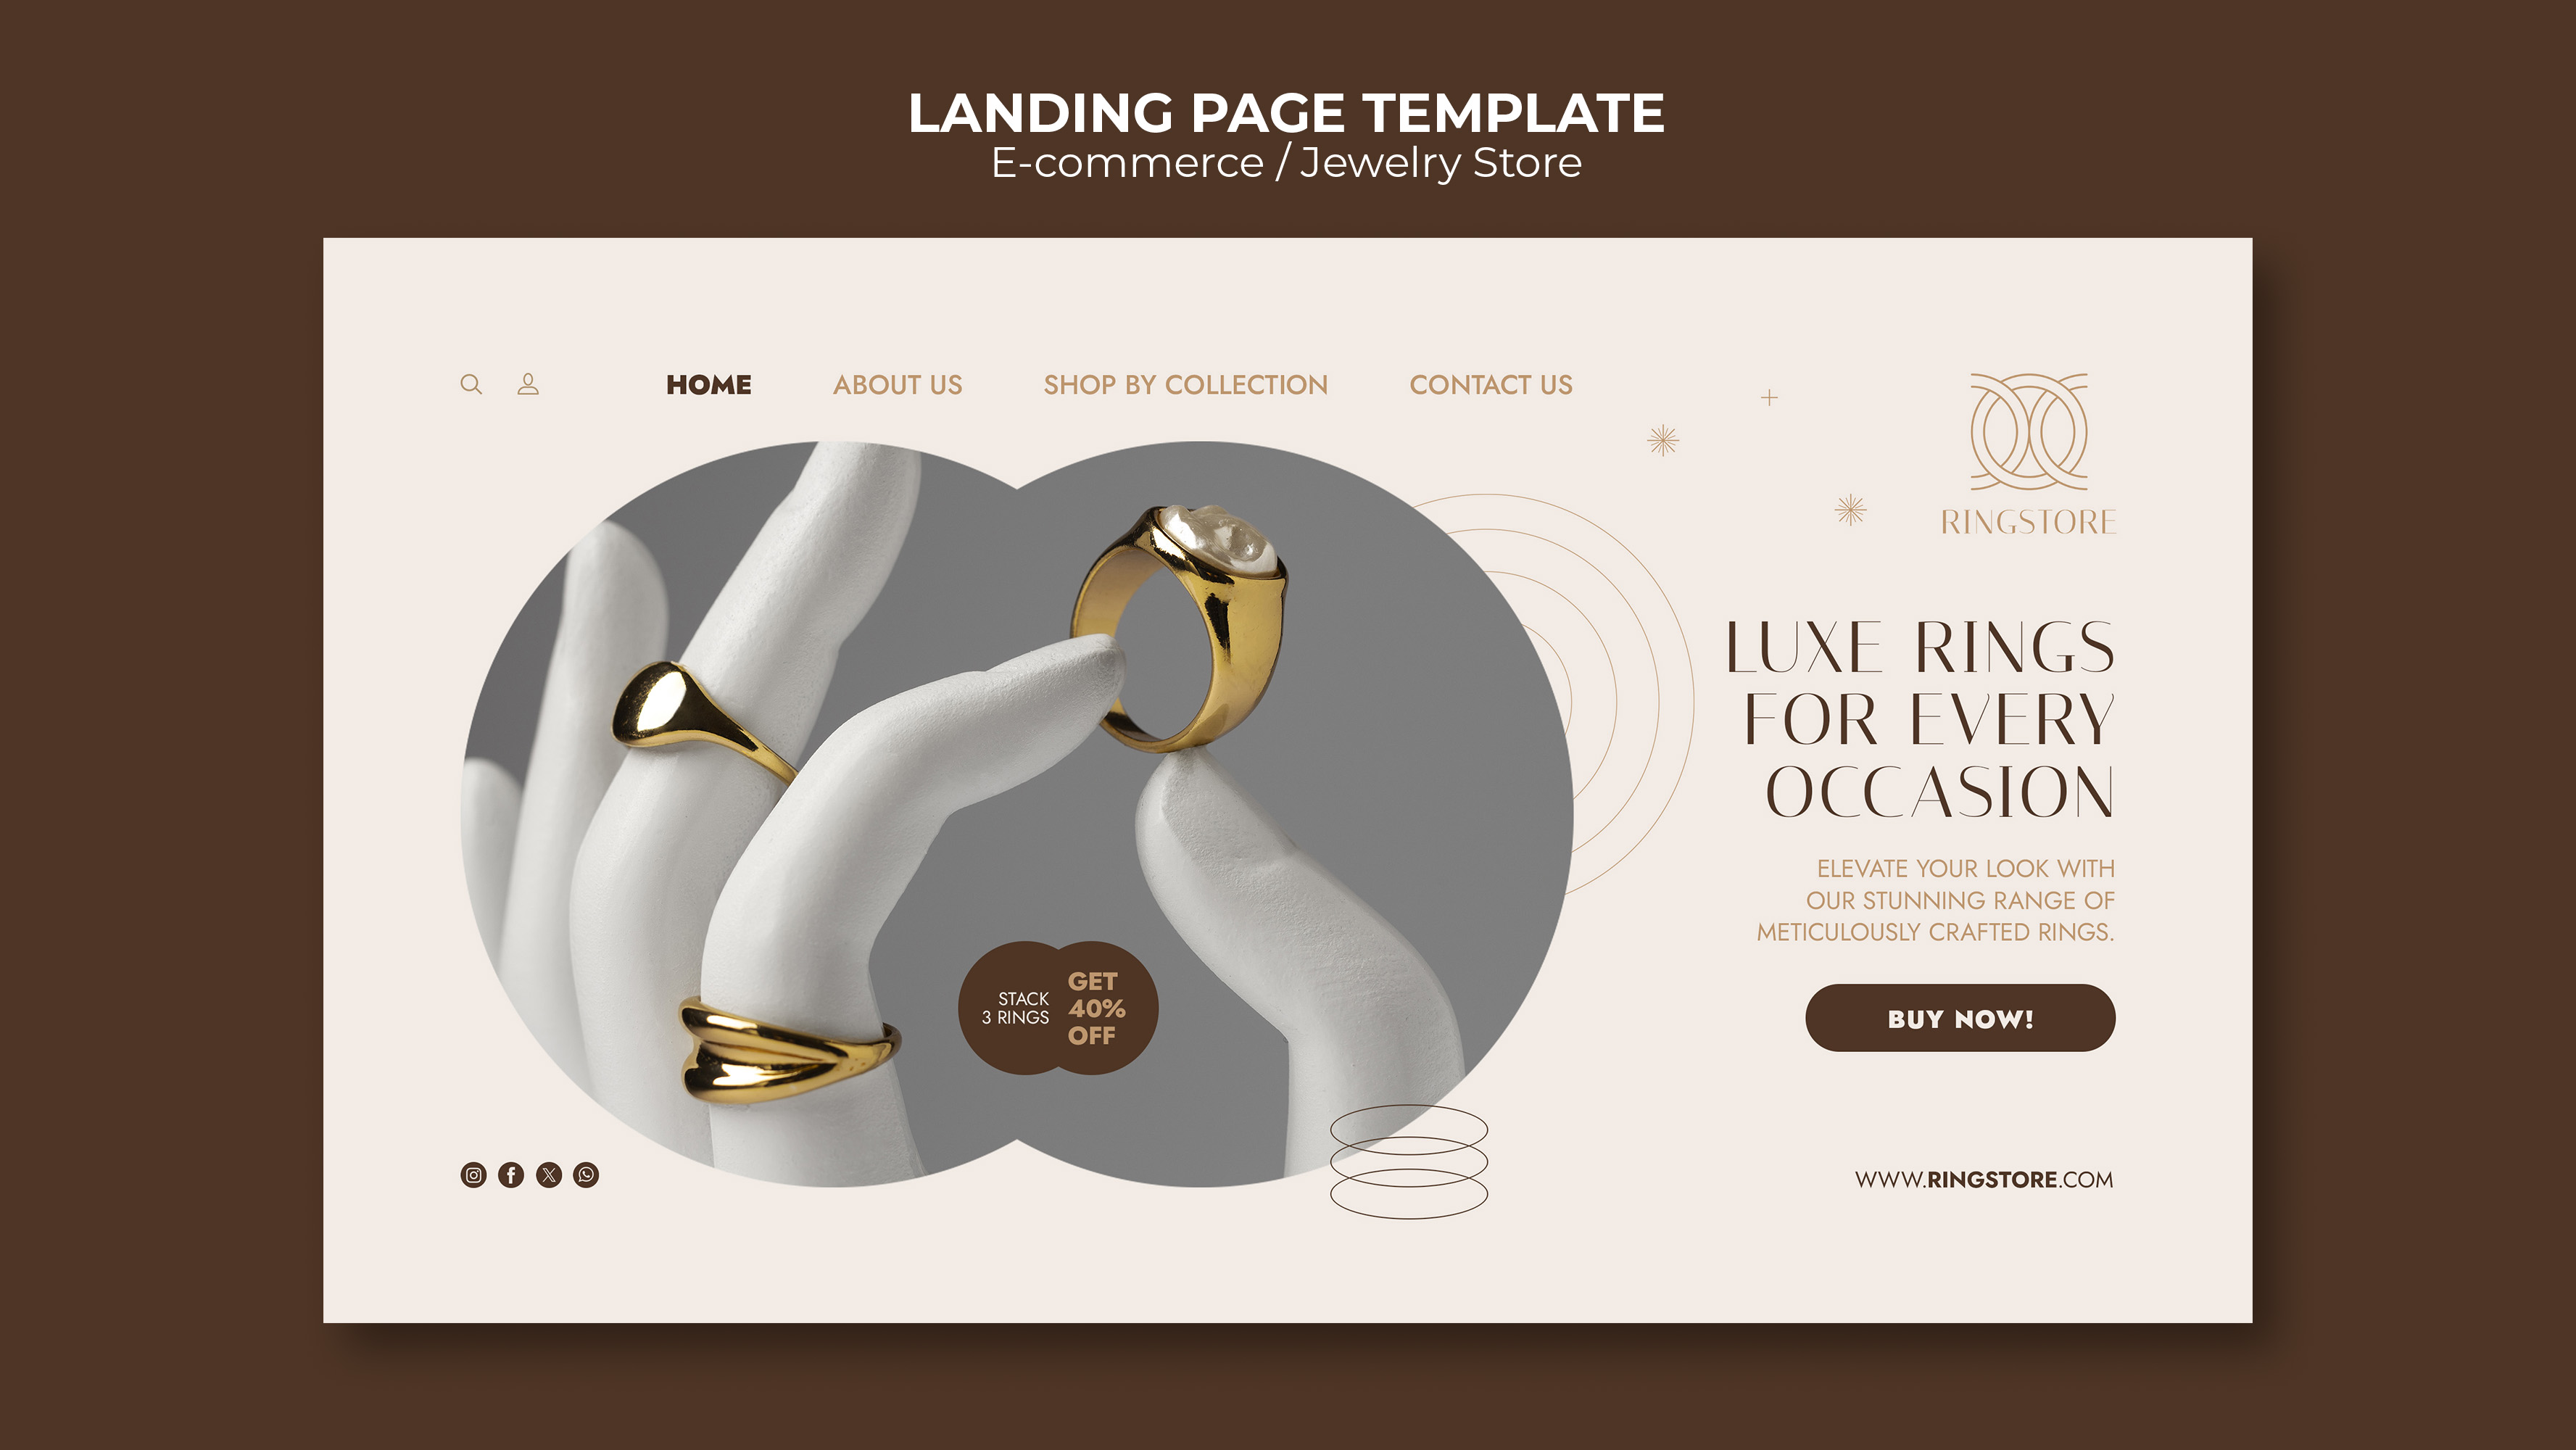 LANDING PAGE TEMPLATE
E-commerce / Jewelry Store
HOME
ABOUT US
SHOP BY COLLECTION
CONTACT US
RINGSTORE
LUXE RINGS
FOR EVERY
OCCASION
ELEVATE YOUR LOOK WITH
OUR STUNNING RANGE OF
METICULOUSLY CRAFTED RINGS.
STACK
3 RINGS
GET
40%
OFF
BUY NOW!
WWW.RINGSTORE.COM